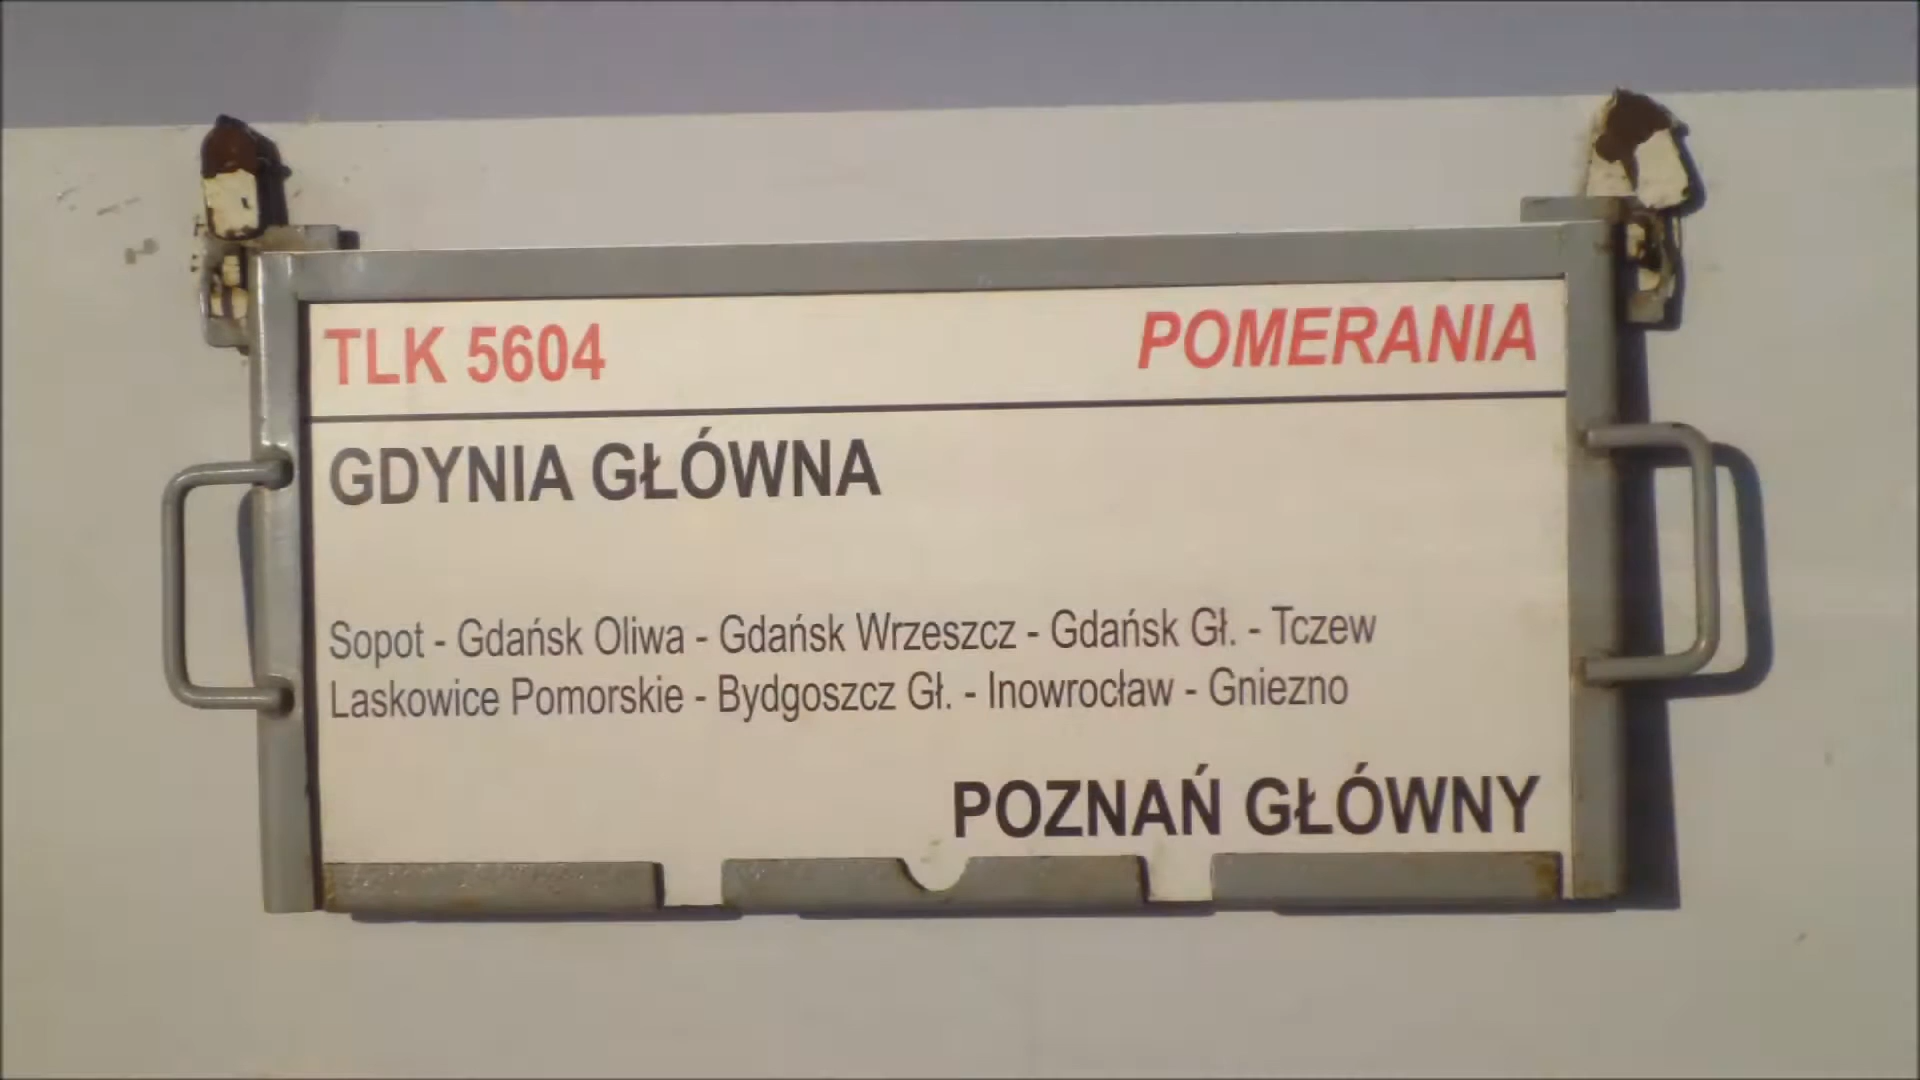 TLK 5604 POMERANIA
GDYNIA GŁÓWNA
Sopot - Gdańsk Oliwa - Gdańsk Wrzeszcz - Gdańsk Gł. - Tczew
Laskowice Pomorskie - Bydgoszcz Gł. - Inowrocław - Gniezno
POZNAŃ GŁÓWNY